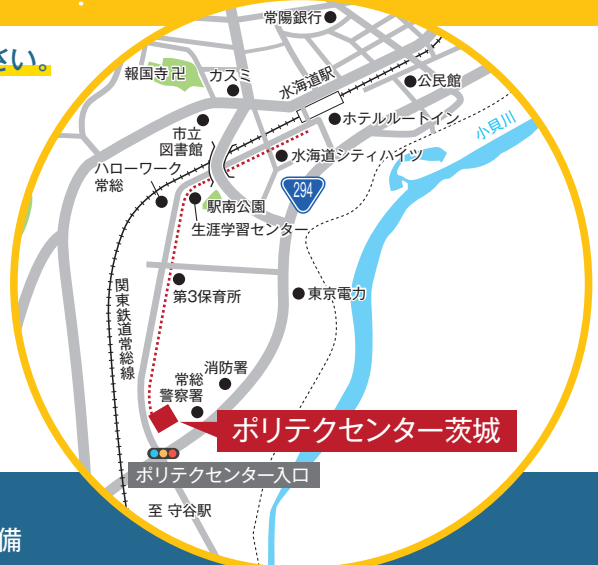 さい。
常陽銀行
報国寺卍
カスミ
水海道駅
公民館
ホテルルートイン
小貝川
市立
図書館
水海道シティハイツ
ハローワーク
常総
294
駅南公園
生涯学習センター
関東鉄道常総線
第3保育所
東京電力
消防署
常総
警察署
ポリテクセンター茨城
ポリテクセンター入口
至 守谷駅
備